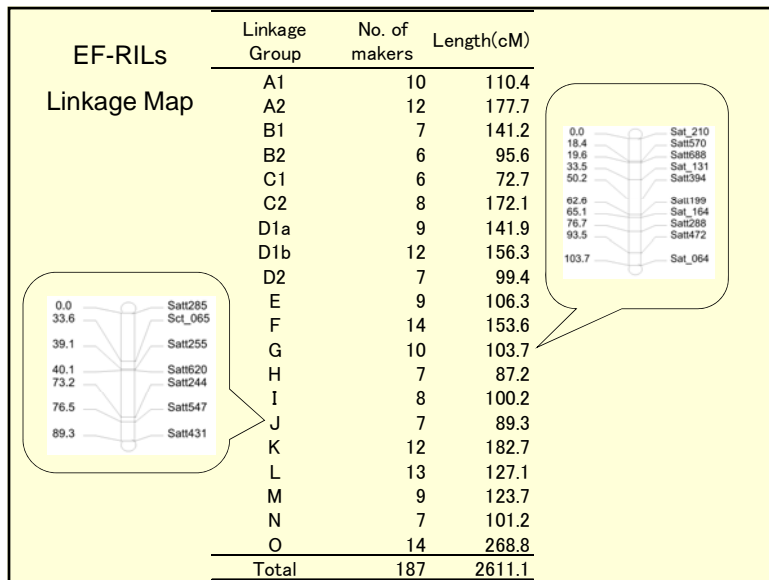 EF-RILs
Linkage Map
Linkage Group No. of makers Length(cM)
A1 10 110.4
A2 12 177.7
B1 7 141.2
B2 6 95.6
C1 6 72.7
C2 8 172.1
D1a 9 141.9
D1b 12 156.3
D2 7 99.4
E 9 106.3
F 14 153.6
G 10 103.7
H 7 87.2
I 8 100.2
J 7 89.3
K 12 182.7
L 13 127.1
M 9 123.7
N 7 101.2
O 14 268.8
Total 187 2611.1
0.0 Satt285
33.6 Sct_065
39.1 Satt255
40.1 Satt620
73.2 Satt244
76.5 Satt547
89.3 Satt431
0.0 Sat_210
18.4 Satt570
19.6 Satt688
33.5 Sat_131
50.2 Satt394
62.6 Satt199
65.1 Sat_164
76.7 Satt288
93.5 Satt472
103.7 Sat_064